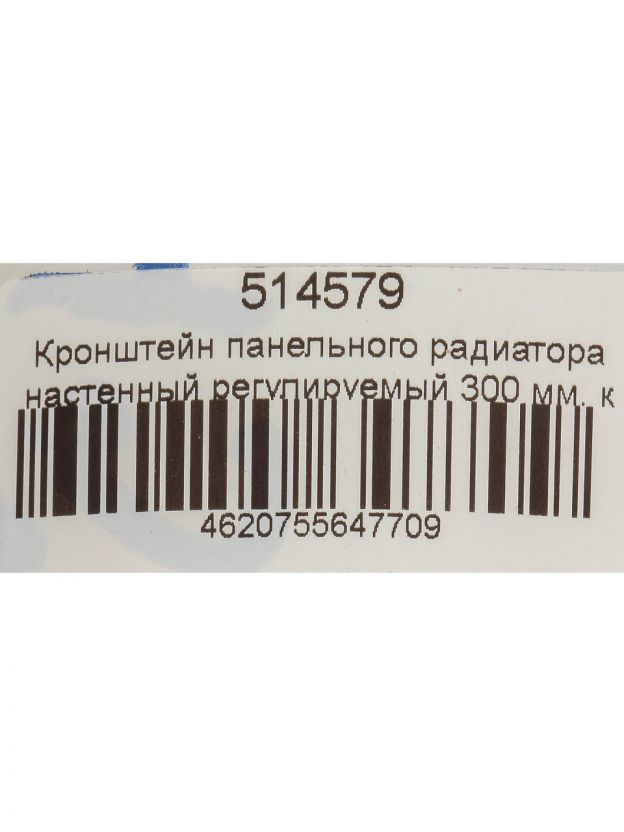 514579
Кронштейн панельного радиатора
настенный регулируемый 300 мм. к
4620755647709